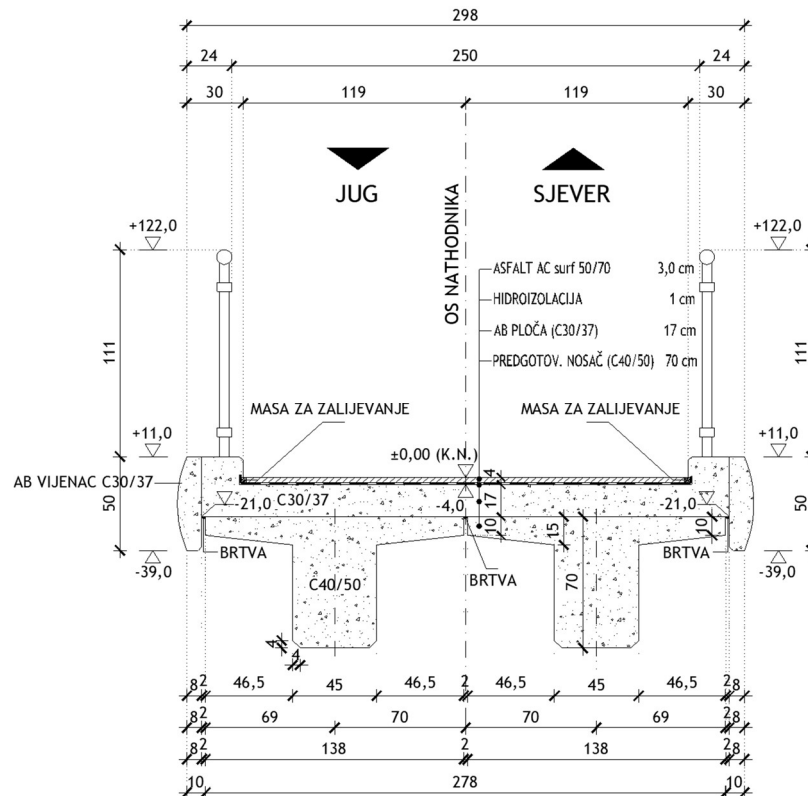 298
24 250 24
30 119 119 30
JUG SJEVER
OS NATHODNIKA
+122,0 +122,0
ASFALT AC surf 50/70 3,0 cm
HIDROIZOLACIJA 1 cm
AB PLOČA (C30/37) 17 cm
PREDGOTOV. NOSAČ (C40/50) 70 cm
111 111
MASA ZA ZALIJEVANJE MASA ZA ZALIJEVANJE
+11,0 +11,0
±0,00 (K.N.)
AB VIJENAC C30/37
4
-21,0 C30/37 -4,0 17 -21,0
50 10 15 10 50
BRTVA BRTVA
-39,0 BRTVA -39,0
C40/50 70
4
4
8 2 46,5 45 46,5 2 46,5 45 46,5 2 8
8 2 69 70 70 69 2 8
8 2 138 2 138 2 8
10 278 10